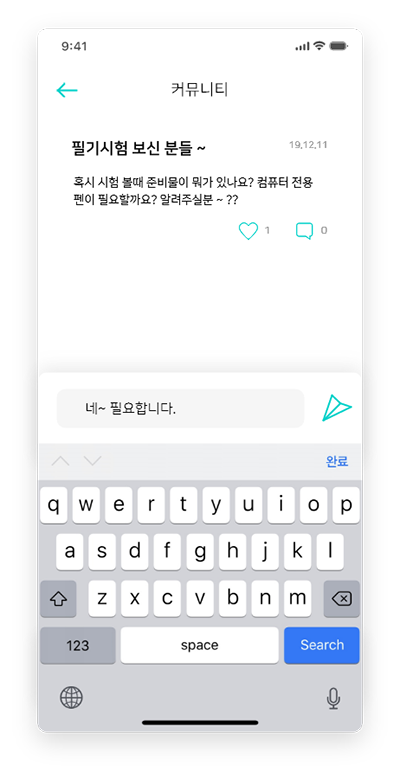 9:41
커뮤니티
필기시험 보신 분들 ~
19.12.11
혹시 시험 볼때 준비물이 뭐가 있나요? 컴퓨터 전용
펜이 필요할까요? 알려주실분 ~ ??
1 0
네~ 필요합니다.
완료
q w e r t y u i o p
a s d f g h j k l
z x c v b n m
123 space Search